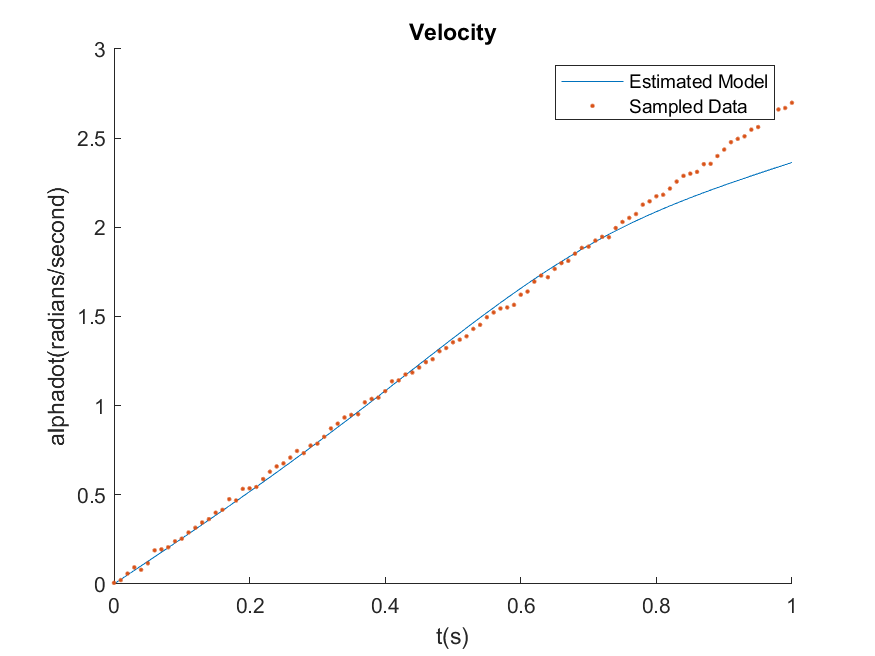 Velocity
Estimated Model
Sampled Data
alphadot(radians/second)
3
2.5
2
1.5
1
0.5
0
0
0.2
0.4
0.6
0.8
1
t(s)